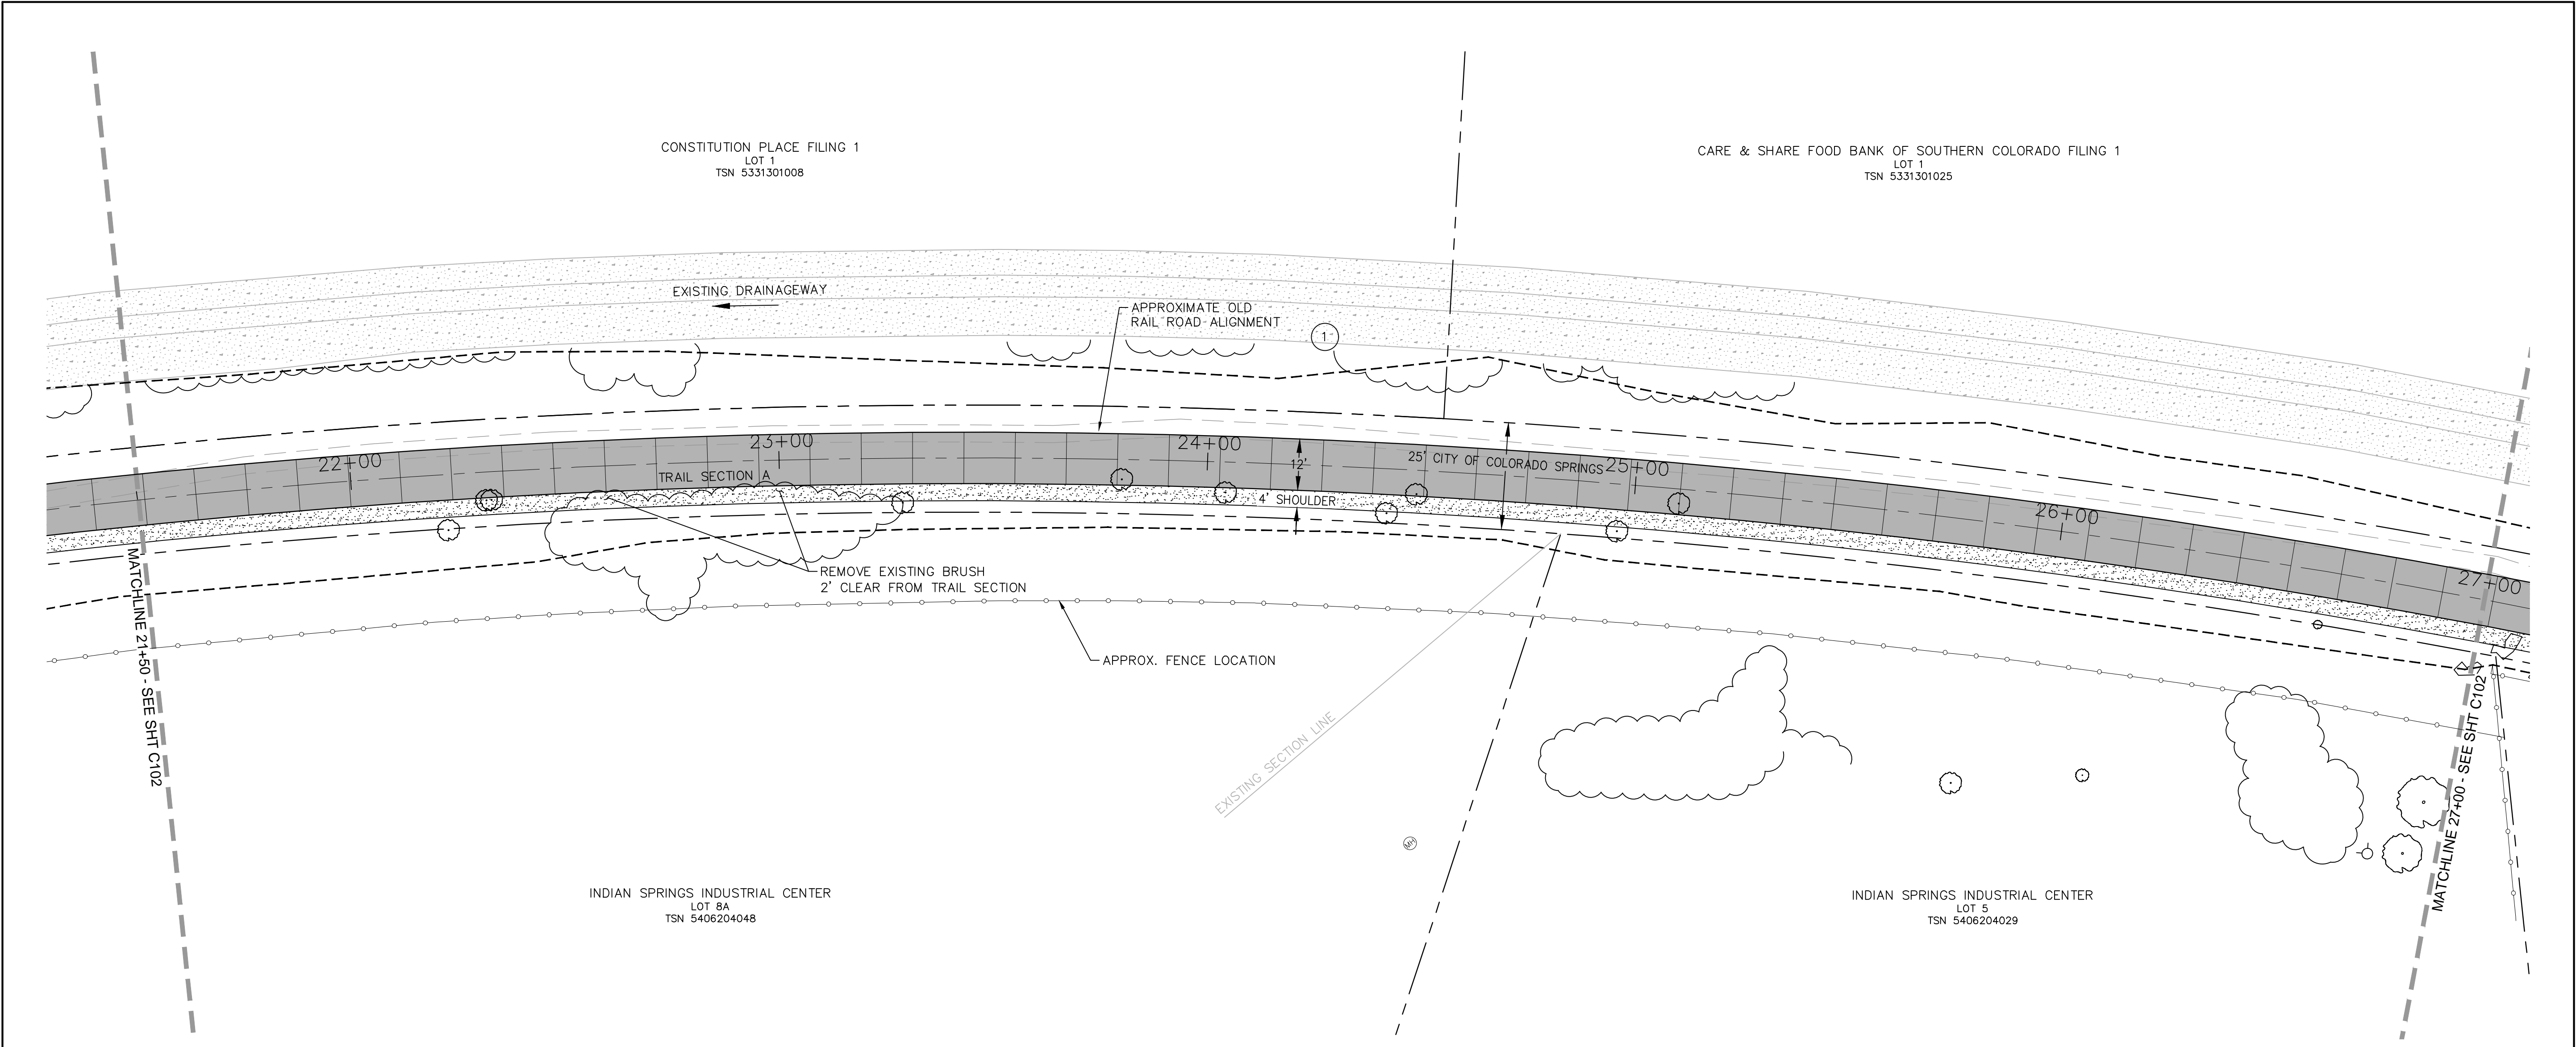 CONSTITUTION PLACE FILING 1
LOT 1
TSN 5331301008
CARE & SHARE FOOD BANK OF SOUTHERN COLORADO FILING 1
LOT 1
TSN 5331301025
EXISTING DRAINAGEWAY
APPROXIMATE OLD
RAIL ROAD ALIGNMENT
1
22+00
23+00
24+00
25+00
26+00
27+00
TRAIL SECTION A
12'
25' CITY OF COLORADO SPRINGS
4' SHOULDER
REMOVE EXISTING BRUSH
2' CLEAR FROM TRAIL SECTION
APPROX. FENCE LOCATION
MATCHLINE 21+50 - SEE SHT C102
EXISTING SECTION LINE
MH
MATCHLINE 27+00 - SEE SHT C102
INDIAN SPRINGS INDUSTRIAL CENTER
LOT 8A
TSN 5406204048
INDIAN SPRINGS INDUSTRIAL CENTER
LOT 5
TSN 5406204029